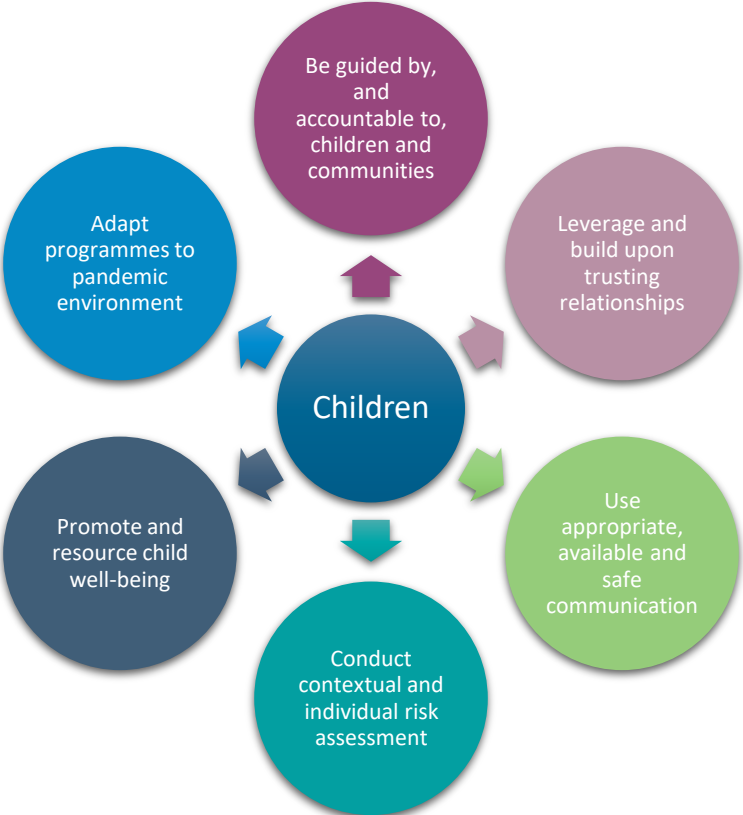 Be guided by,
and
accountable to,
children and
communities
Leverage and
build upon
trusting
relationships
Use
appropriate,
available and
safe
communication
Conduct
contextual and
individual risk
assessment
Promote and
resource child
well-being
Adapt
programmes to
pandemic
environment
Children